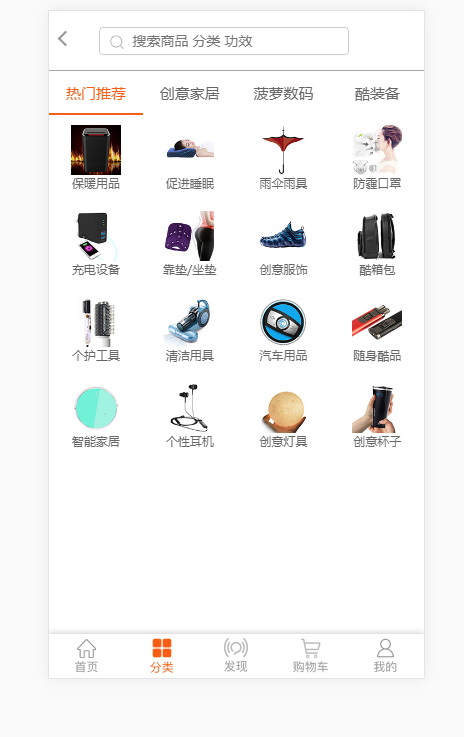 搜索商品 分类 功效
热门推荐 创意家居 菠萝数码 酷装备
保暖用品 促进睡眠 雨伞雨具 防霾口罩
充电设备 靠垫/坐垫 创意服饰 酷箱包
个护工具 清洁用具 汽车用品 随身酷品
智能家居 个性耳机 创意灯具 创意杯子
首页 分类 发现 购物车 我的